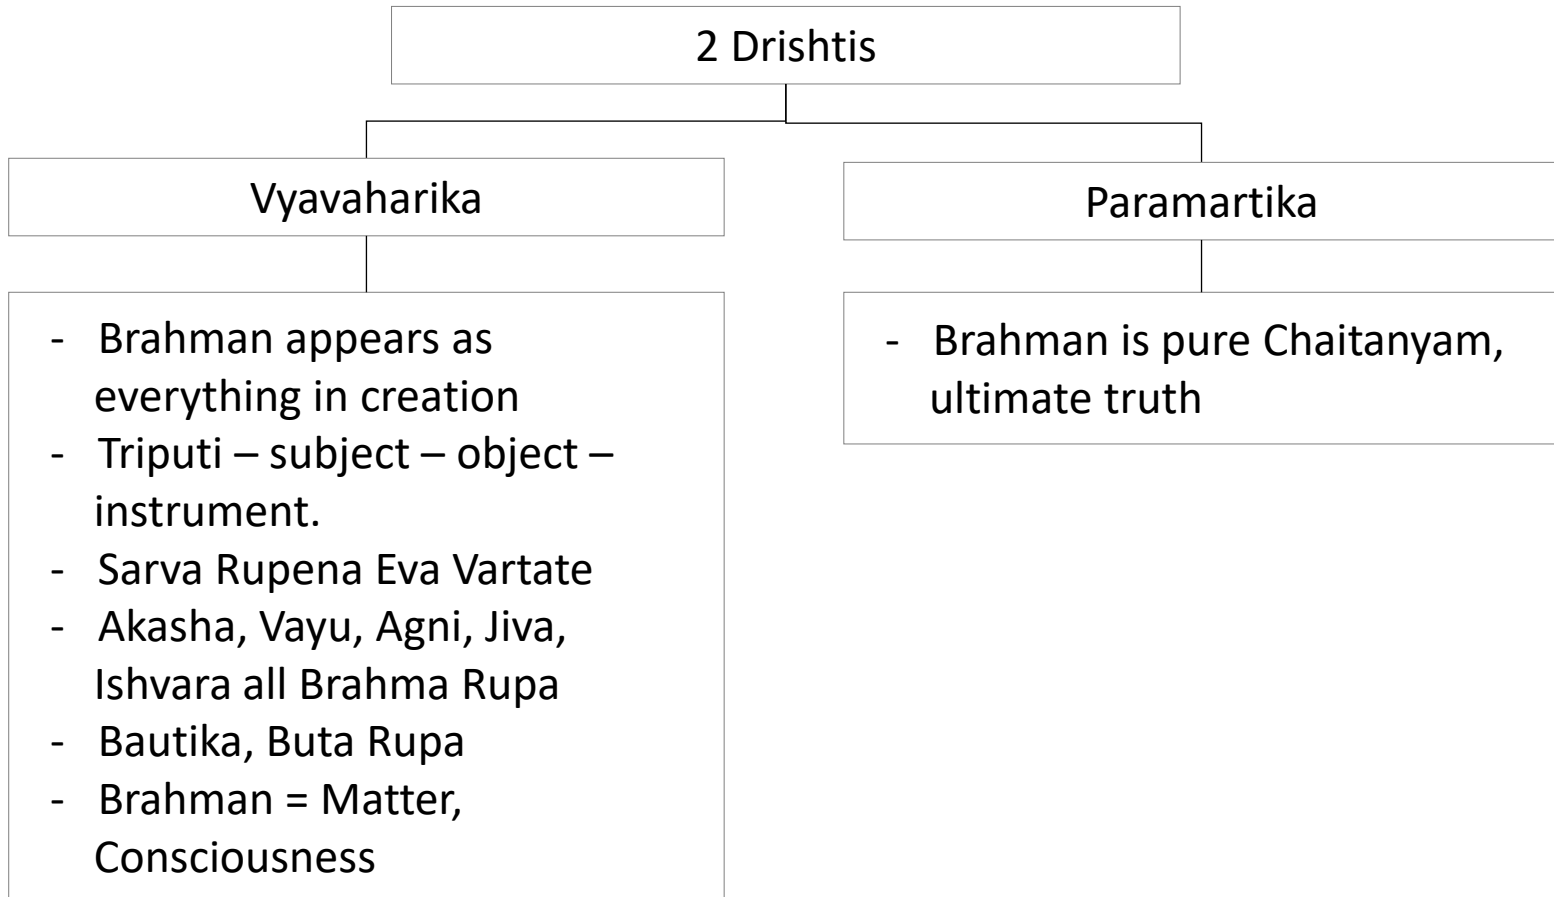 2 Drishtis
Vyavaharika
Paramartika
- Brahman appears as
everything in creation
- Triputi – subject – object –
instrument.
- Sarva Rupena Eva Vartate
- Akasha, Vayu, Agni, Jiva,
Ishvara all Brahma Rupa
- Bautika, Buta Rupa
- Brahman = Matter,
Consciousness
- Brahman is pure Chaitanyam,
ultimate truth